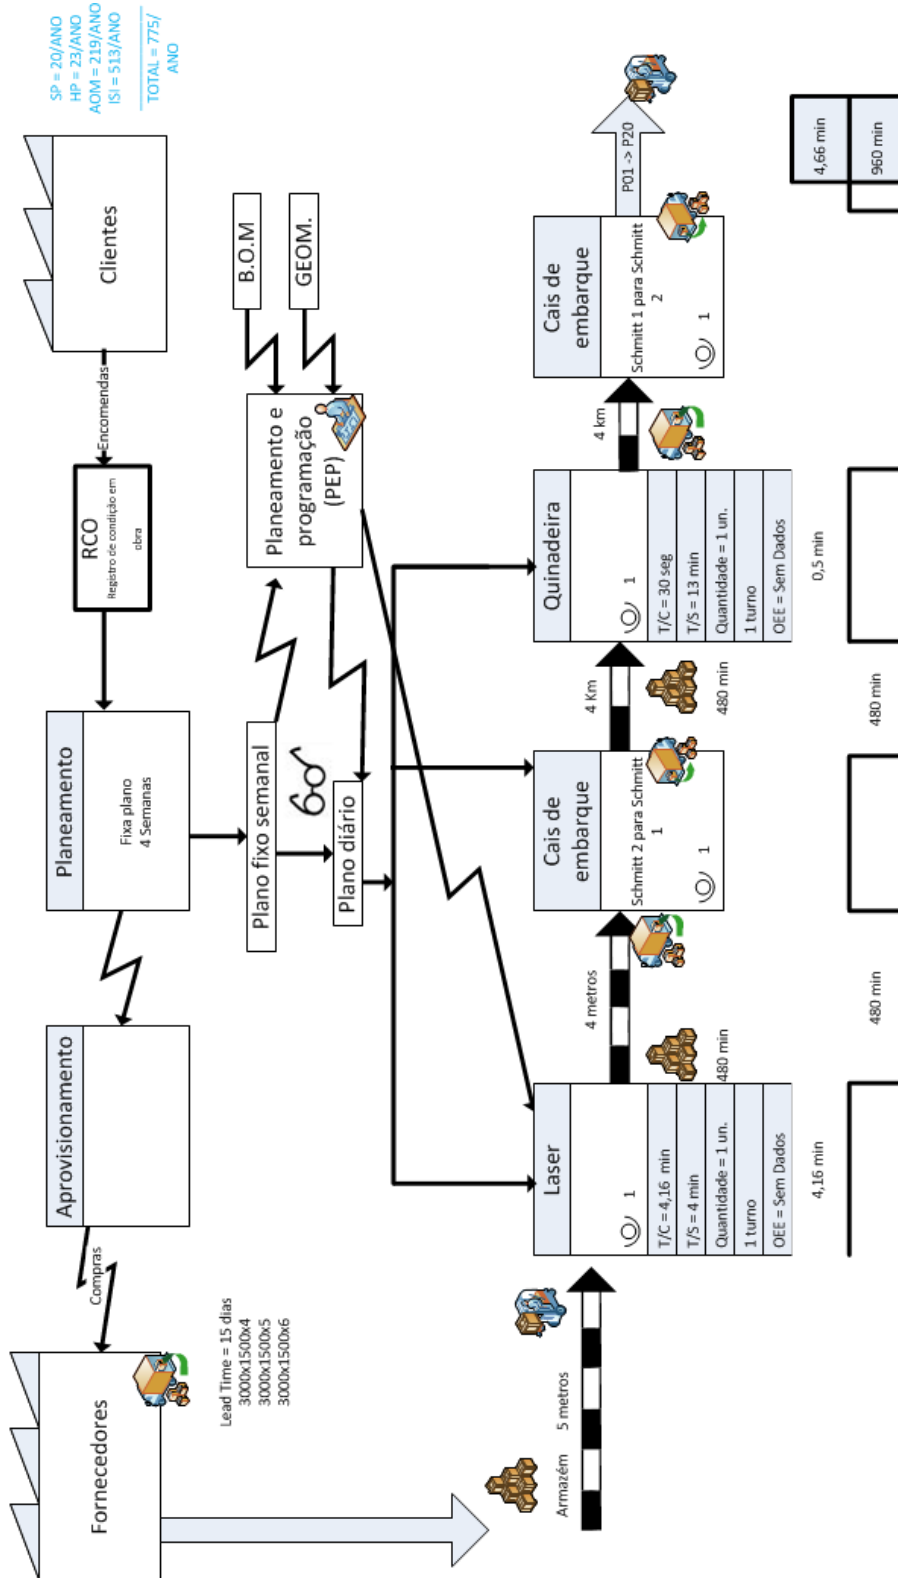 Fornecedores
Compras
Aprovisionamento
Planeamento
Fixa plano
4 Semanas
RCO
Registro de condição em
obra
Encomendas
Clientes
SP = 20/ANO
HP = 23/ANO
AOM = 219/ANO
ISI = 513/ANO
TOTAL = 775/
ANO
Lead Time = 15 dias
3000x1500x4
3000x1500x5
3000x1500x6
Plano fixo semanal
Plano diário
Planeamento e
programação
(PEP)
B.O.M
GEOM.
Armazém
5 metros
Laser
1
T/C = 4,16 min
T/S = 4 min
Quantidade = 1 un.
1 turno
OEE = Sem Dados
4 metros
480 min
Cais de
embarque
Schmitt 2 para Schmitt
1
1
4 Km
480 min
Quinadeira
1
T/C = 30 seg
T/S = 13 min
Quantidade = 1 un.
1 turno
OEE = Sem Dados
4 km
Cais de
embarque
Schmitt 1 para Schmitt
2
1
P01 -> P20
4,16 min
480 min
480 min
0,5 min
4,66 min
960 min